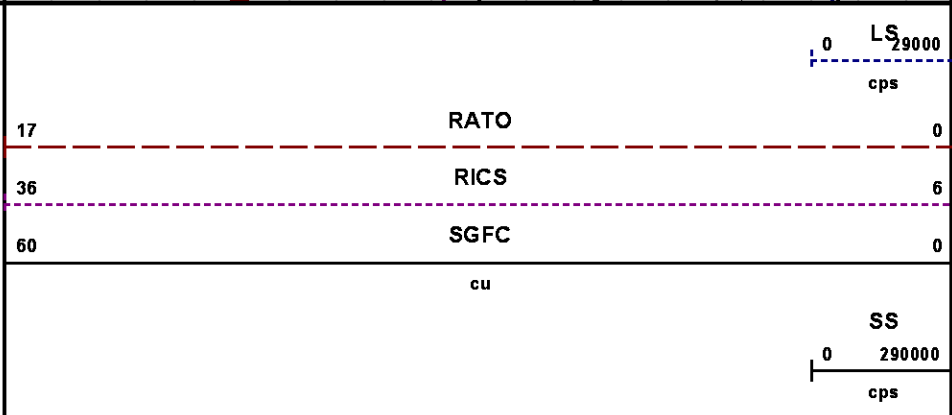 LS
0 29000
cps
RATO
17 0
RICS
36 6
SGFC
60 0
cu
SS
0 290000
cps